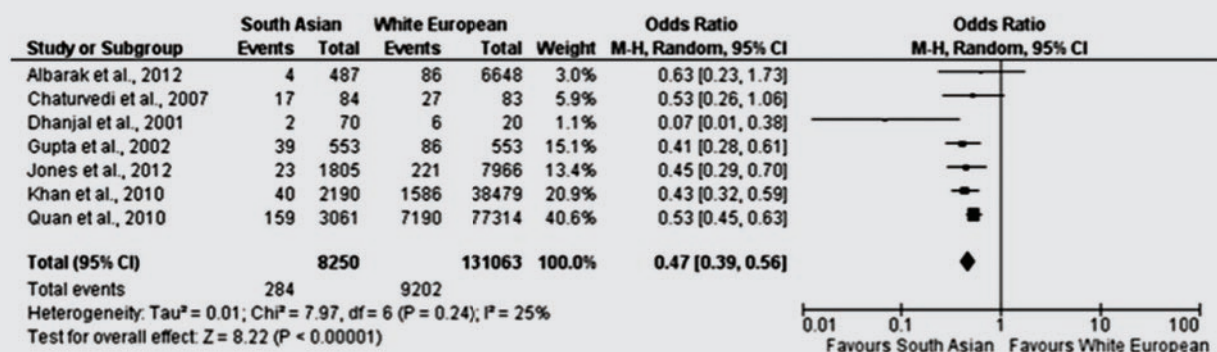 South Asian White European Odds Ratio Odds Ratio
Study or Subgroup Events Total Events Total Weight M-H, Random, 95% CI M-H, Random, 95% CI
Albarak et al., 2012 4 487 86 6648 3.0% 0.63 [0.23, 1.73]
Chaturvedi et al., 2007 17 84 27 83 5.9% 0.53 [0.26, 1.06]
Dhanjal et al., 2001 2 70 6 20 1.1% 0.07 [0.01, 0.38]
Gupta et al., 2002 39 553 86 553 15.1% 0.41 [0.28, 0.61]
Jones et al., 2012 23 1805 221 7966 13.4% 0.45 [0.29, 0.70]
Khan et al., 2010 40 2190 1586 38479 20.9% 0.43 [0.32, 0.59]
Quan et al., 2010 159 3061 7190 77314 40.6% 0.53 [0.45, 0.63]
Total (95% CI) 8250 131063 100.0% 0.47 [0.39, 0.56]
Total events 284 9202
Heterogeneity: Tau² = 0.01; Chi² = 7.97, df = 6 (P = 0.24); I² = 25%
Test for overall effect: Z = 8.22 (P < 0.00001)
0.01 0.1 1 10 100
Favours South Asian Favours White European